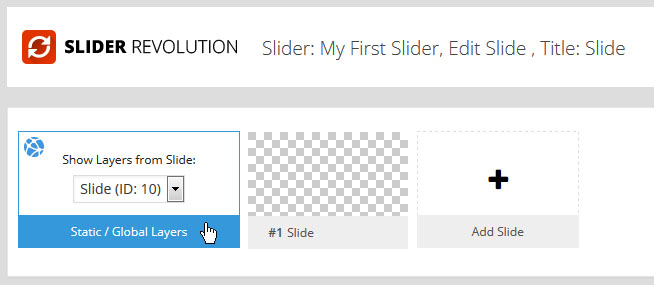 SLIDER REVOLUTION
Slider: My First Slider, Edit Slide , Title: Slide
Show Layers from Slide:
Slide (ID: 10)
Static / Global Layers
#1 Slide
Add Slide